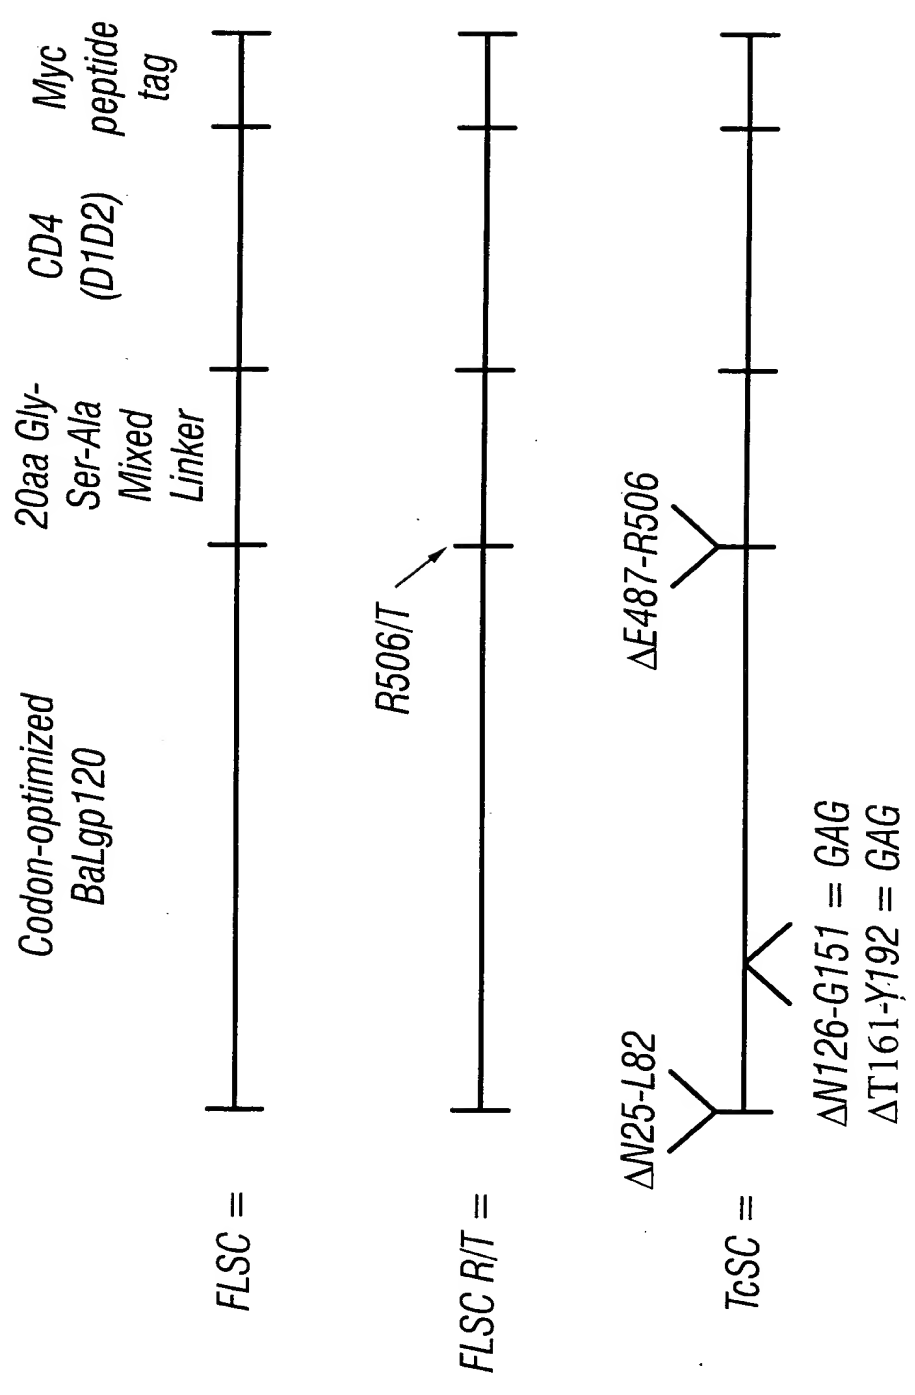 Codon-optimized
BaLgp120
20aa Gly-
Ser-Ala
Mixed
Linker
CD4
(D1D2)
Myc
peptide
tag
FLSC =
FLSC R/T =
R506/T
TcSC =
ΔN25-L82
ΔE487-R506
ΔN126-G151 = GAG
ΔT161-Y192 = GAG